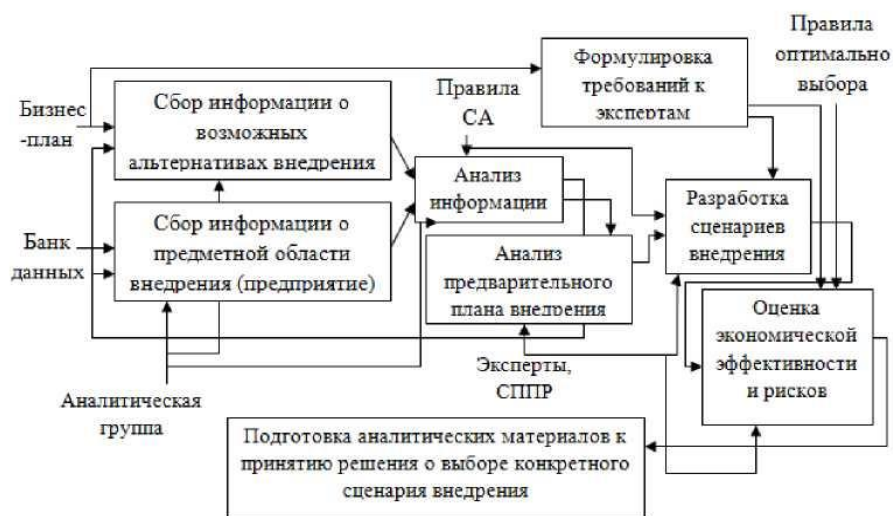 Бизнес
-план
Сбор информации о
возможных
альтернативах внедрения
Правила
СА
Формулировка
требований к
экспертам
Правила
оптимально
выбора
Банк
данных
Сбор информации о
предметной области
внедрения (предприятие)
Анализ
информации
Разработка
сценариев
внедрения
Анализ
предварительного
плана внедрения
Оценка
экономической
эффективности
и рисков
Эксперты,
СППР
Аналитическая
группа
Подготовка аналитических материалов к
принятию решения о выборе конкретного
сценария внедрения